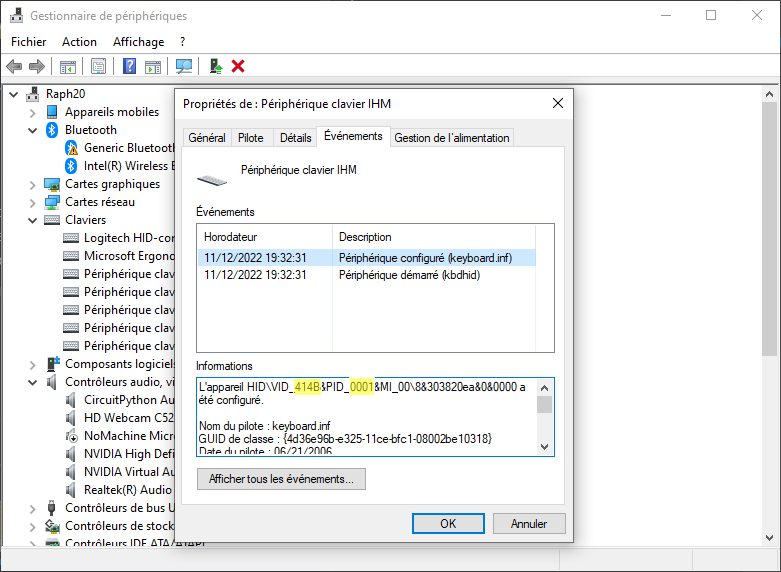 Gestionnaire de périphériques
Fichier Action Affichage ?
Raph20
Appareils mobiles
Bluetooth
Generic Bluetoot
Intel(R) Wireless B
Cartes graphiques
Cartes réseau
Claviers
Logitech HID-con
Microsoft Ergono
Périphérique clav
Périphérique clav
Périphérique clav
Périphérique clav
Périphérique clav
Composants logiciels
Contrôleurs audio, vi
CircuitPython Au
HD Webcam C52
NoMachine Micr
NVIDIA High Defi
NVIDIA Virtual Au
Realtek(R) Audio
Contrôleurs de bus U
Contrôleurs de stock
Contrôleurs IDE ATA/ATAPI
Propriétés de : Périphérique clavier IHM
Général Pilote Détails Événements Gestion de l'alimentation
Périphérique clavier IHM
Événements
Horodateur Description
11/12/2022 19:32:31 Périphérique configuré (keyboard.inf)
11/12/2022 19:32:31 Périphérique démarré (kbdhid)
Informations
L'appareil HID\VID_414B&PID_0001&MI_00\8&303820ea&0&0000 a
été configuré.
Nom du pilote : keyboard.inf
GUID de classe : {4d36e96b-e325-11ce-bfc1-08002be10318}
Date du pilote : 06/21/2006
Afficher tous les événements...
OK Annuler